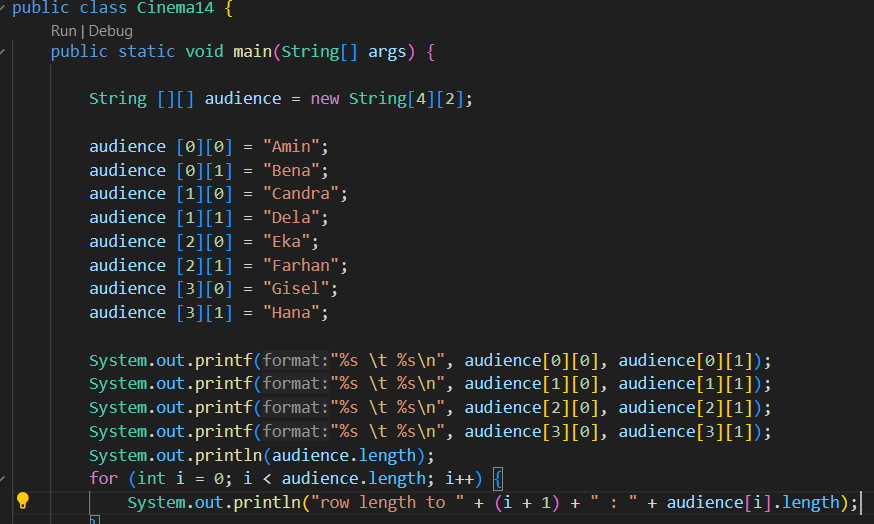 public class Cinema14 {
Run | Debug
public static void main(String[] args) {
String [][] audience = new String[4][2];
audience [0][0] = "Amin";
audience [0][1] = "Bena";
audience [1][0] = "Candra";
audience [1][1] = "Dela";
audience [2][0] = "Eka";
audience [2][1] = "Farhan";
audience [3][0] = "Gisel";
audience [3][1] = "Hana";
System.out.printf(format:"%s \t %s\n", audience[0][0], audience[0][1]);
System.out.printf(format:"%s \t %s\n", audience[1][0], audience[1][1]);
System.out.printf(format:"%s \t %s\n", audience[2][0], audience[2][1]);
System.out.printf(format:"%s \t %s\n", audience[3][0], audience[3][1]);
System.out.println(audience.length);
for (int i = 0; i < audience.length; i++) {
System.out.println("row length to " + (i + 1) + " : " + audience[i].length);
}